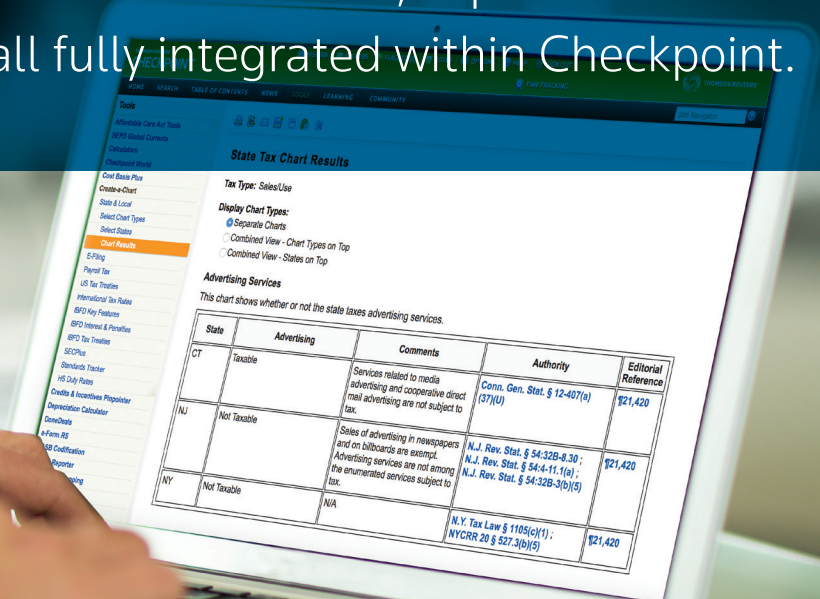 all fully integrated within Checkpoint.
HOME SEARCH TABLE OF CONTENTS NEWS TOOLS LEARNING COMMUNITY
TIME TRACKING
THOMSON REUTERS
Tools
Affordable Care Act Tools
BEPS Global Currents
Calculators
Checkpoint World
Cost Basis Plus
Create-a-Chart
State & Local
Select Chart Types
Select States
Chart Results
E-Filing
Payroll Tax
US Tax Treaties
International Tax Rates
IBFD Key Features
IBFD Interest & Penalties
IBFD Tax Treaties
SECPlus
Standards Tracker
HS Duty Rates
Credits & Incentives Pinpointer
Depreciation Calculator
DoneDeals
e-Form RS
SB Codification
Reporter
State Tax Chart Results
Tax Type: Sales/Use
Display Chart Types:
Separate Charts
Combined View - Chart Types on Top
Combined View - States on Top
Advertising Services
This chart shows whether or not the state taxes advertising services.
State Advertising Comments Authority Editorial
Reference
CT Taxable Services related to media
advertising and cooperative direct
mail advertising are not subject to
tax.
Conn. Gen. Stat. § 12-407(a)
(37)(U)
¶21,420
NJ Not Taxable Sales of advertising in newspapers
and on billboards are exempt.
Advertising services are not among
the enumerated services subject to
tax.
N.J. Rev. Stat. § 54:32B-8.30 ;
N.J. Rev. Stat. § 54:4-11.1(a) ;
N.J. Rev. Stat. § 54:32B-3(b)(5)
¶21,420
NY Not Taxable N/A
N.Y. Tax Law § 1105(c)(1) ;
NYCRR 20 § 527.3(b)(5)
¶21,420